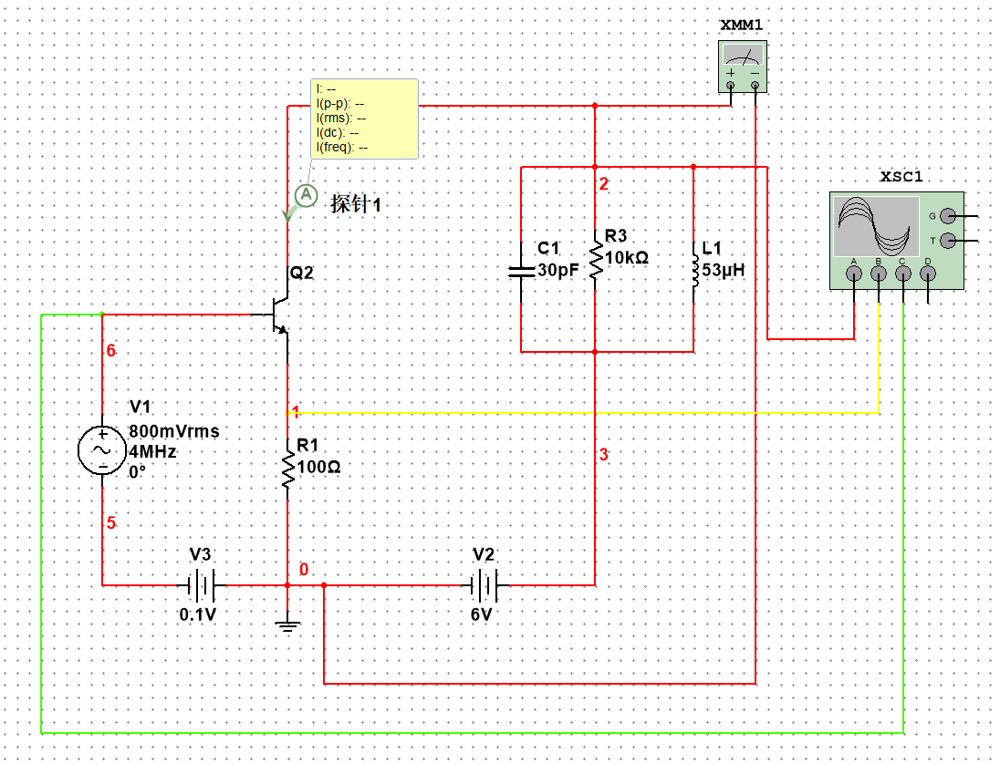 XMM1
I: --
I(p-p): --
I(rms): --
I(dc): --
I(freq): --
+ −
XSC1
A
探针1
2
G
T
A B C D
R3
10kΩ
C1
30pF
L1
53µH
Q2
6
V1
800mVrms
4MHz
0°
1
R1
100Ω
3
5
V3
0.1V
0
V2
6V